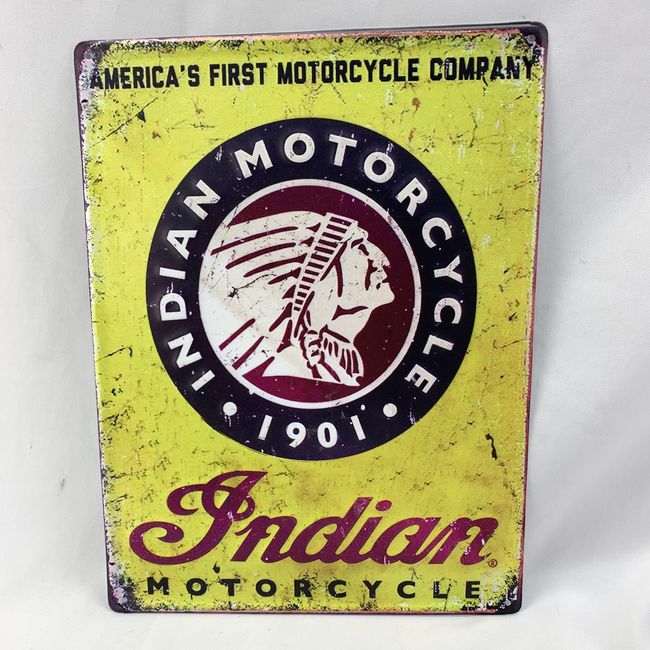 AMERICA'S FIRST MOTORCYCLE COMPANY
INDIAN MOTORCYCLE
• 1901 •
Indian®
MOTORCYCLE